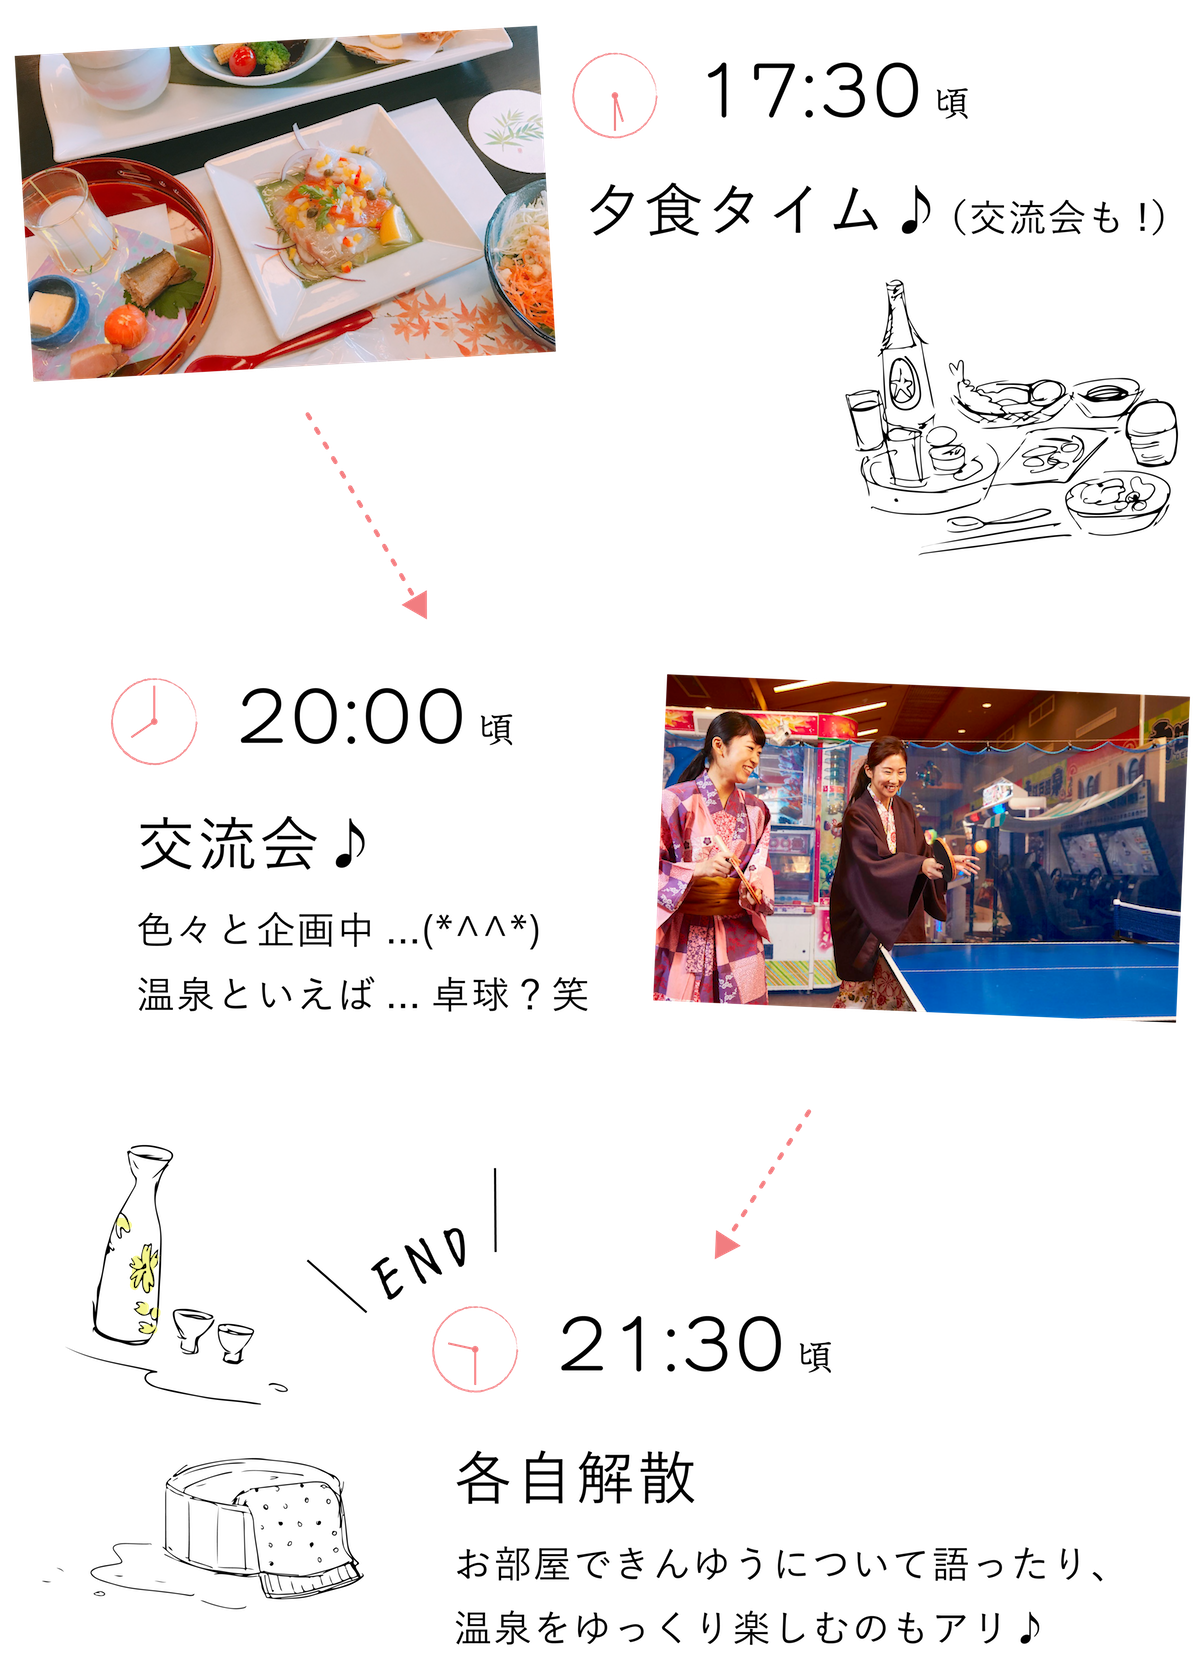 17:30 頃
夕食タイム♪(交流会も!)
20:00 頃
交流会♪
色々と企画中...(*^^*)
温泉といえば...卓球?笑
END
21:30 頃
各自解散
お部屋できんゆうについて語ったり、
温泉をゆっくり楽しむのもアリ♪